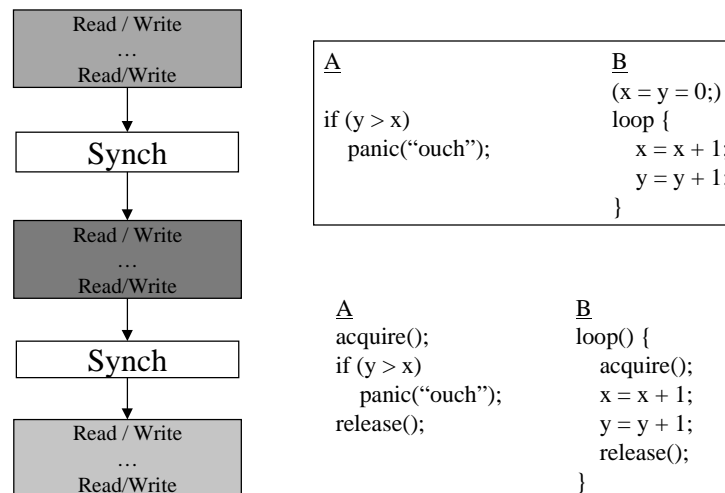 Read / Write
…
Read/Write
Synch
Read / Write
…
Read/Write
Synch
Read / Write
…
Read/Write
A
if (y > x)
panic(“ouch”);
B
(x = y = 0;)
loop {
x = x + 1;
y = y + 1;
}
A
acquire();
if (y > x)
panic(“ouch”);
release();
B
loop() {
acquire();
x = x + 1;
y = y + 1;
release();
}